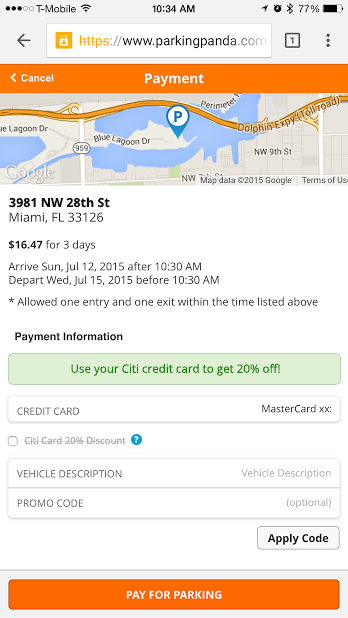 T-Mobile 10:34 AM 77%
https://www.parkingpanda.com 1
Cancel Payment
Perimeter
Dolphin Expy (Toll road)
ue Lagoon Dr
Blue Lagoon Dr
P
959
NW 9th St
Google
NW 7th St
Map data ©2015 Google Terms of Us
3981 NW 28th St
Miami, FL 33126
$16.47 for 3 days
Arrive Sun, Jul 12, 2015 after 10:30 AM
Depart Wed, Jul 15, 2015 before 10:30 AM
* Allowed one entry and one exit within the time listed above
Payment Information
Use your Citi credit card to get 20% off!
CREDIT CARD MasterCard xx:
Citi Card 20% Discount ?
VEHICLE DESCRIPTION Vehicle Description
PROMO CODE (optional)
Apply Code
PAY FOR PARKING